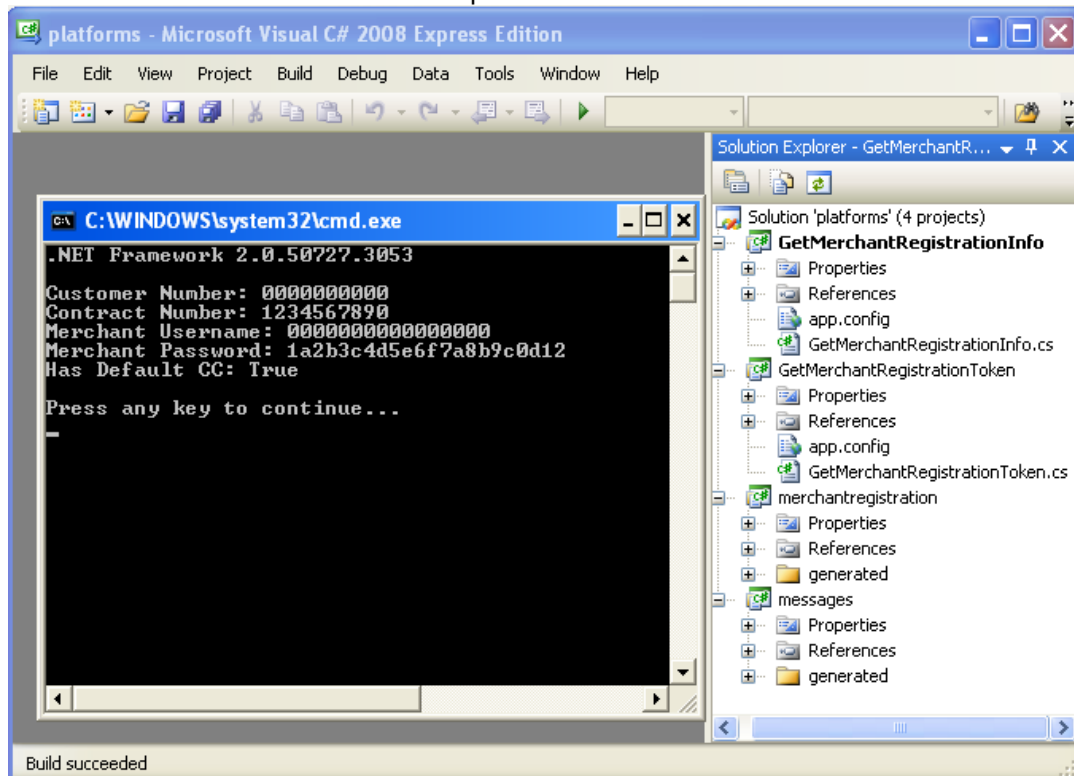 platforms - Microsoft Visual C# 2008 Express Edition
File Edit View Project Build Debug Data Tools Window Help
Solution Explorer - GetMerchantR...
C:\WINDOWS\system32\cmd.exe
.NET Framework 2.0.50727.3053
Customer Number: 0000000000
Contract Number: 1234567890
Merchant Username: 0000000000000000
Merchant Password: 1a2b3c4d5e6f7a8b9c0d12
Has Default CC: True
Press any key to continue...
Solution 'platforms' (4 projects)
GetMerchantRegistrationInfo
Properties
References
app.config
GetMerchantRegistrationInfo.cs
GetMerchantRegistrationToken
Properties
References
app.config
GetMerchantRegistrationToken.cs
merchantregistration
Properties
References
generated
messages
Properties
References
generated
Build succeeded